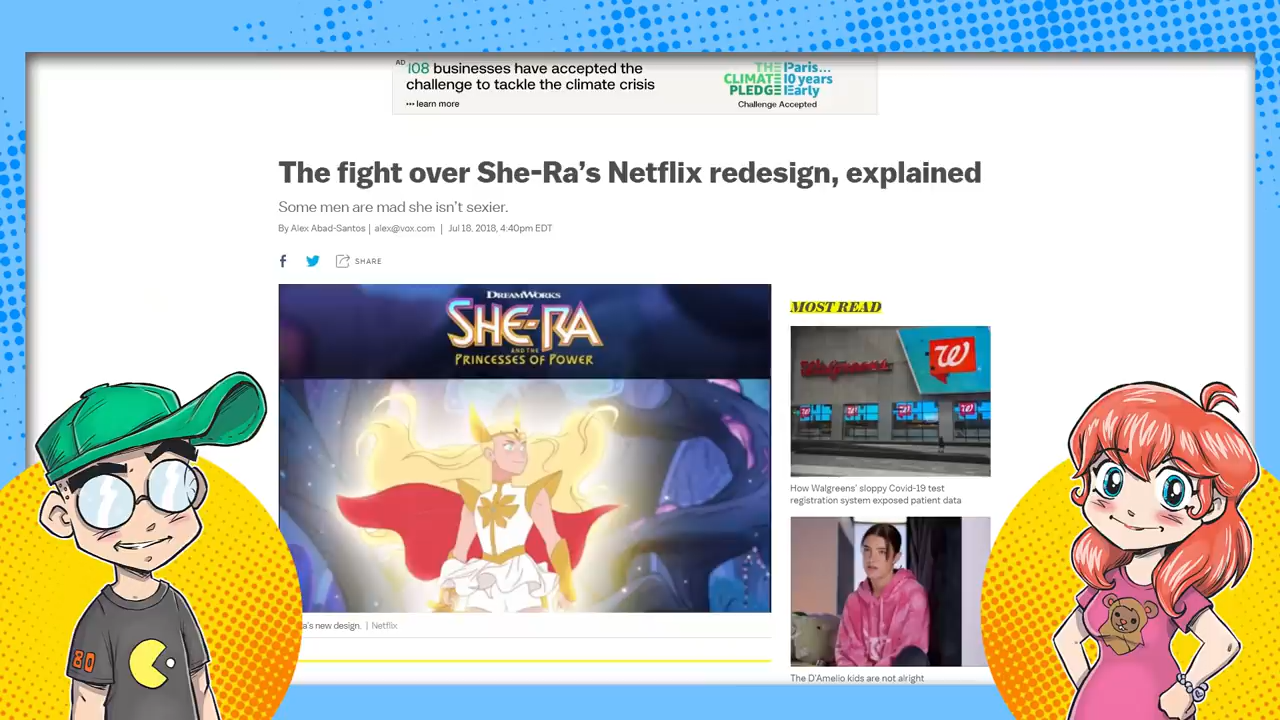 AD
108 businesses have accepted the
challenge to tackle the climate crisis
••• learn more
THE
CLIMATE
PLEDGE
Paris...
10 years
Early
Challenge Accepted
The fight over She-Ra’s Netflix redesign, explained
Some men are mad she isn’t sexier.
By Alex Abad-Santos | alex@vox.com | Jul 18, 2018, 4:40pm EDT
f
SHARE
DREAMWORKS
SHE-RA
AND THE
PRINCESSES OF POWER
a’s new design. | Netflix
MOST READ
Walgreens
W
How Walgreens’ sloppy Covid-19 test
registration system exposed patient data
The D’Amelio kids are not alright
80